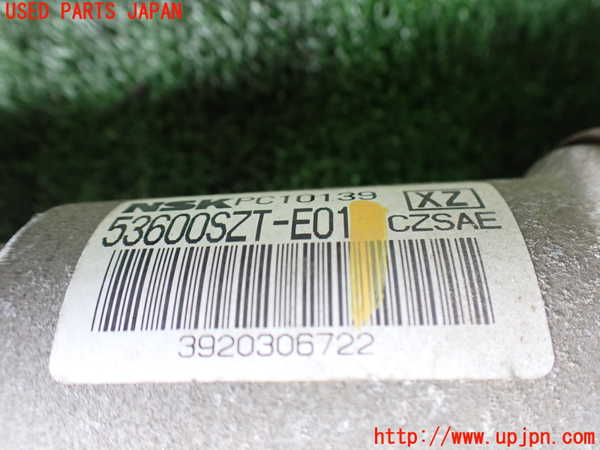 USED PARTS JAPAN
NSK PC10139 XZ
53600SZT-E01 CZSAE
3920306722
http://www.upjpn.com/